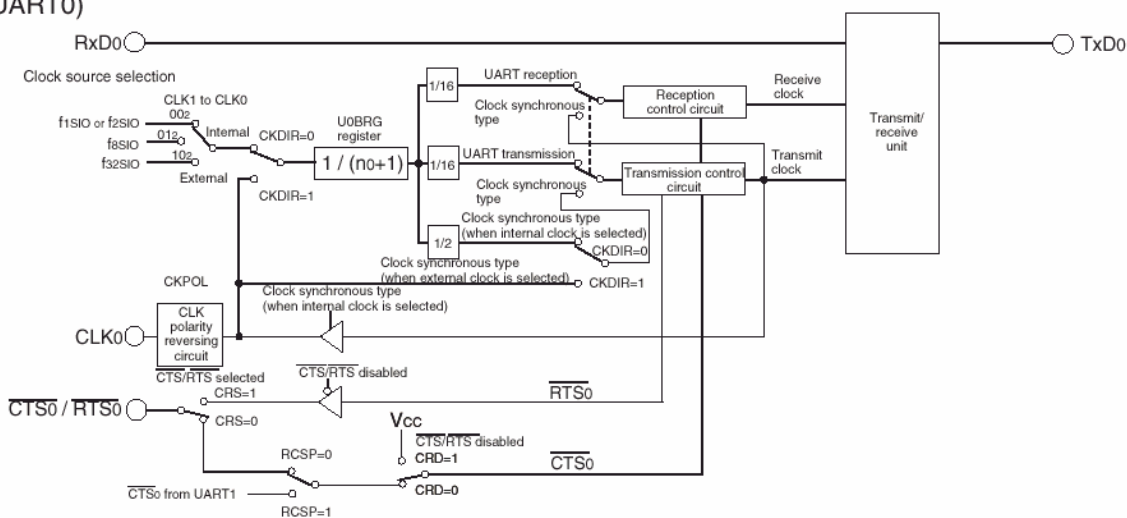 UART0)
RxD0
TxD0
Clock source selection
CLK1 to CLK0
f1SIO or f2SIO
002
Internal
CKDIR=0
f8SIO
012
f32SIO
102
External
CKDIR=1
U0BRG
register
1 / (n0+1)
1/16
UART reception
Clock synchronous
type
Reception
control circuit
Receive
clock
1/16
UART transmission
Clock synchronous
type
Transmission control
circuit
Transmit
clock
Transmit/
receive
unit
1/2
Clock synchronous type
(when internal clock is selected)
CKDIR=0
Clock synchronous type
(when external clock is selected)
CKDIR=1
CKPOL
Clock synchronous type
(when internal clock is selected)
CLK0
CLK
polarity
reversing
circuit
CTS/RTS selected
CTS/RTS disabled
CRS=1
RTS0
CTS0 / RTS0
CRS=0
Vcc
CTS/RTS disabled
RCSP=0
CRD=1
CTS0
CTS0 from UART1
CRD=0
RCSP=1